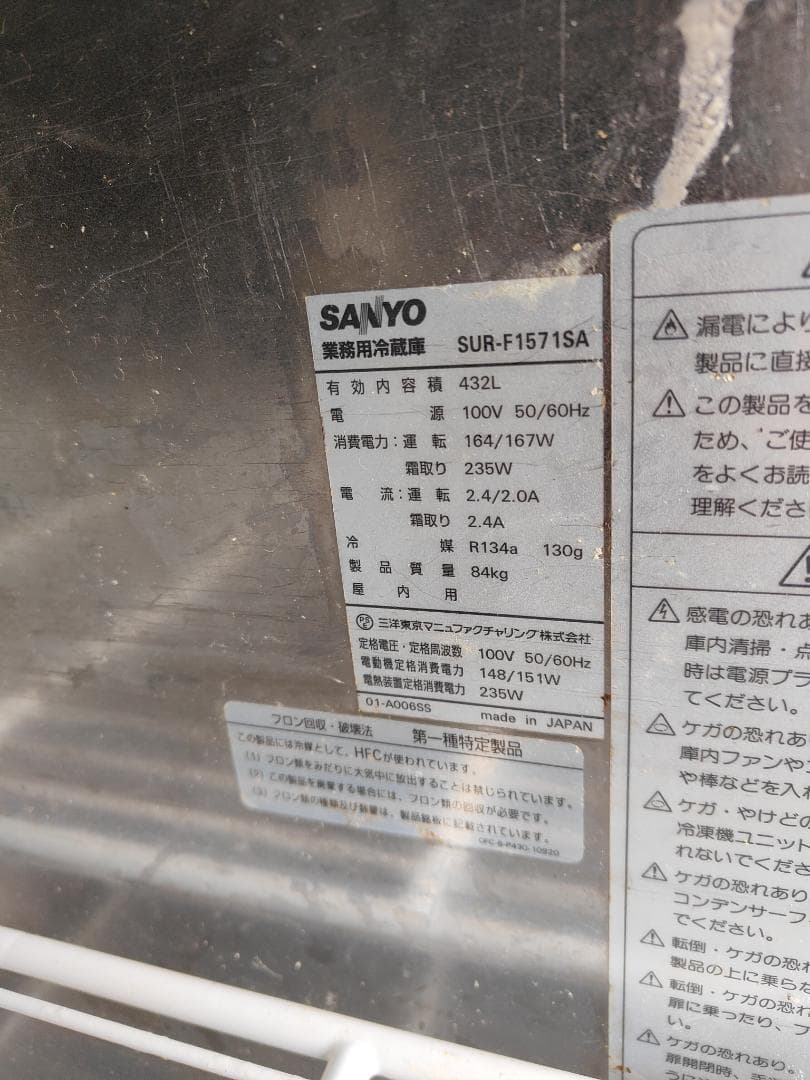 SANYO
業務用冷蔵庫 SUR-F1571SA
有効内容積 432L
電源 100V 50/60Hz
消費電力:運転 164/167W
霜取り 235W
電流:運転 2.4/2.0A
霜取り 2.4A
冷媒 R134a 130g
製品質量 84kg
屋内用
PSE 三洋東京マニュファクチャリング株式会社
定格電圧・定格周波数 100V 50/60Hz
電動機定格消費電力 148/151W
電熱装置定格消費電力 235W
01-A006SS made in JAPAN
フロン回収・破壊法 第一種特定製品
この製品には冷媒として、HFCが使われています。
(1) フロン類をみだりに大気中に放出することは禁じられています。
(2) この製品を廃棄する場合には、フロン類の回収が必要です。
(3) フロン類の種類及び数量は、製品銘板に記載されています。
漏電により
製品に直接
この製品を
ため、ご使
をよくお読
理解くださ
感電の恐れあ
庫内清掃・点
時は電源プラ
てください。
ケガの恐れあ
庫内ファンや
や棒などを入れ
ケガ・やけどの
冷凍機ユニット
れないでくださ
ケガの恐れあり
コンデンサーフ
でください。
転倒・ケガの恐れ
製品の上に乗らな
転倒・ケガの恐れ
扉に乗ったり、
い。
ケガの恐れあり。
扉開閉時、